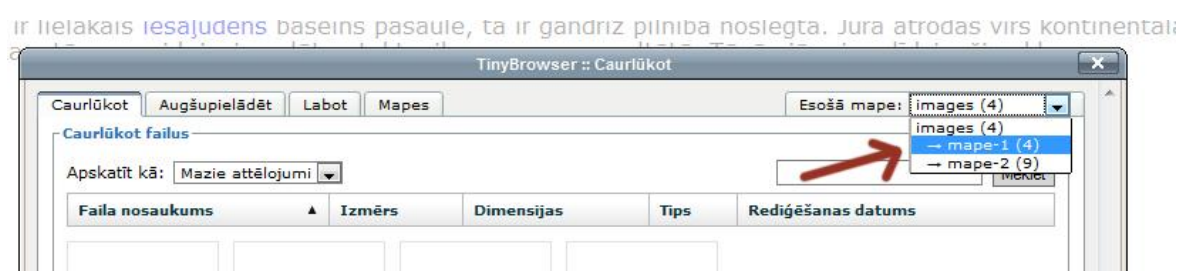 ir lielākais iesāļūdens baseins pasaulē, tā ir gandrīz pilnībā noslēgta. Jūra atrodas virs kontinentāla
TinyBrowser :: Caurlūkot
Caurlūkot Augšupielādēt Labot Mapes Esošā mape: images (4)
Caurlūkot failus images (4)
→ mape-1 (4)
Apskatīt kā: Mazie attēlojumi → mape-2 (9)
Meklēt
Faila nosaukums ▲ Izmērs Dimensijas Tips Rediģēšanas datums